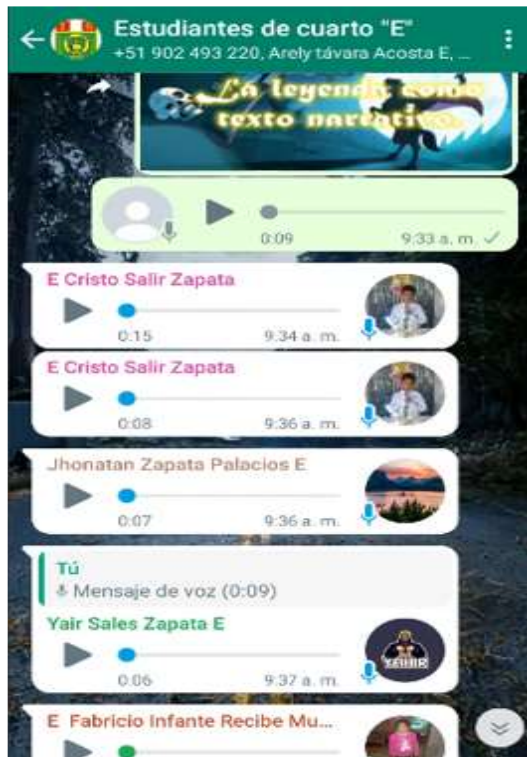 Estudiantes de cuarto "E"
+51 902 493 220, Arely távara Acosta E, ...
La leyenda como
texto narrativo.
0:09 9:33 a. m.
E Cristo Salir Zapata
0:15 9:34 a. m.
E Cristo Salir Zapata
0:08 9:36 a. m.
Jhonatan Zapata Palacios E
0:07 9:36 a. m.
Tú
Mensaje de voz (0:09)
Yair Sales Zapata E
YEIHIR
0:06 9:37 a. m.
E Fabricio Infante Recibe Mu...